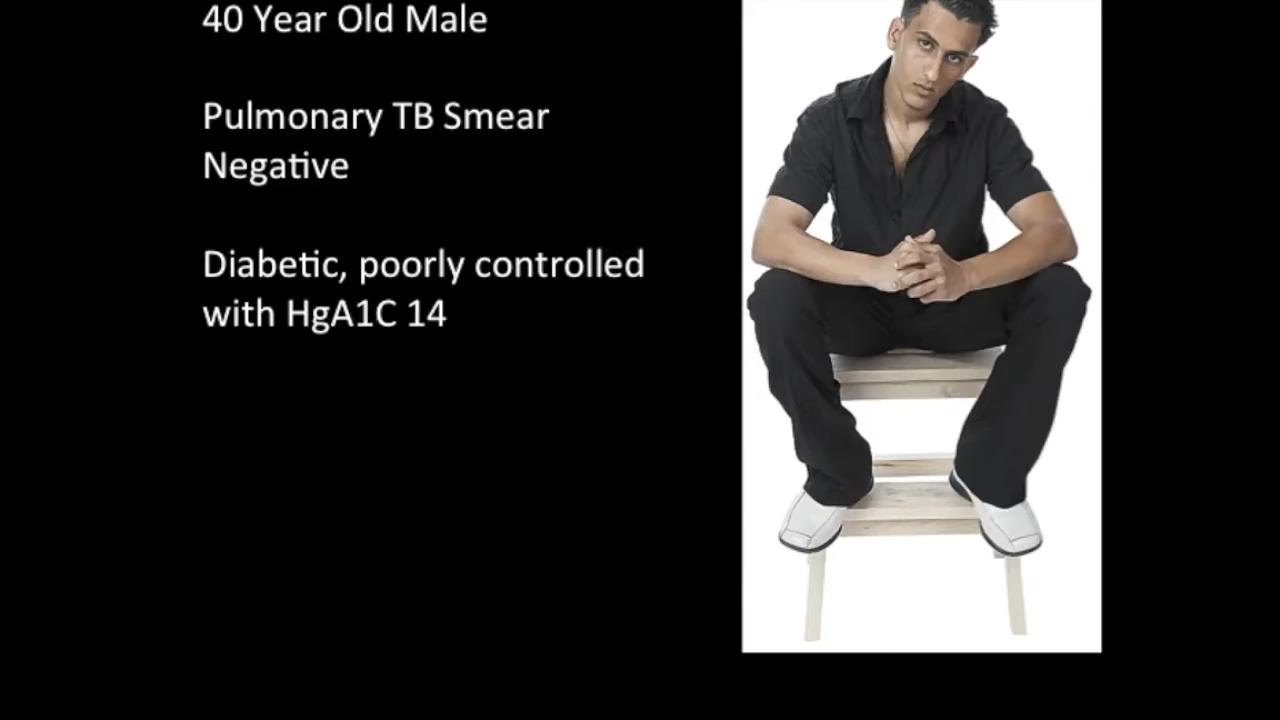 40 Year Old Male
Pulmonary TB Smear
Negative
Diabetic, poorly controlled
with HgA1C 14